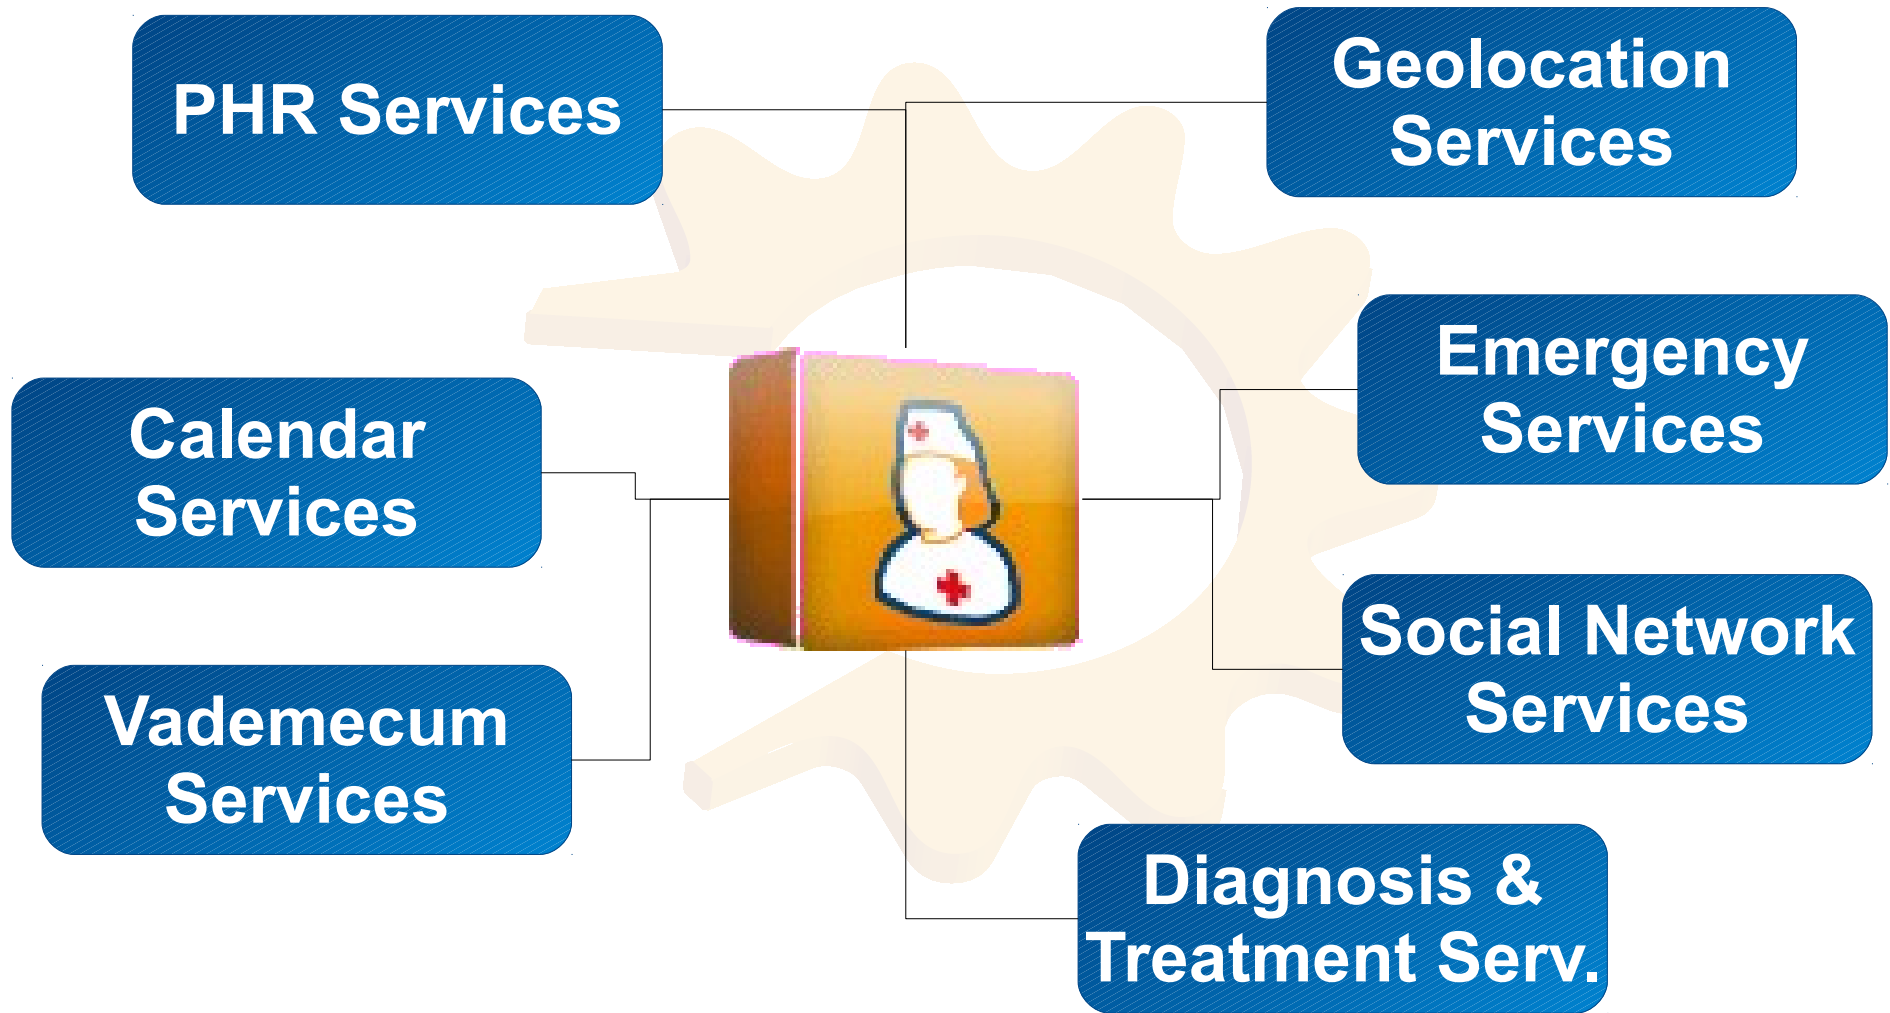 PHR Services
Geolocation
Services
Emergency
Services
Calendar
Services
Social Network
Services
Vademecum
Services
Diagnosis &
Treatment Serv.